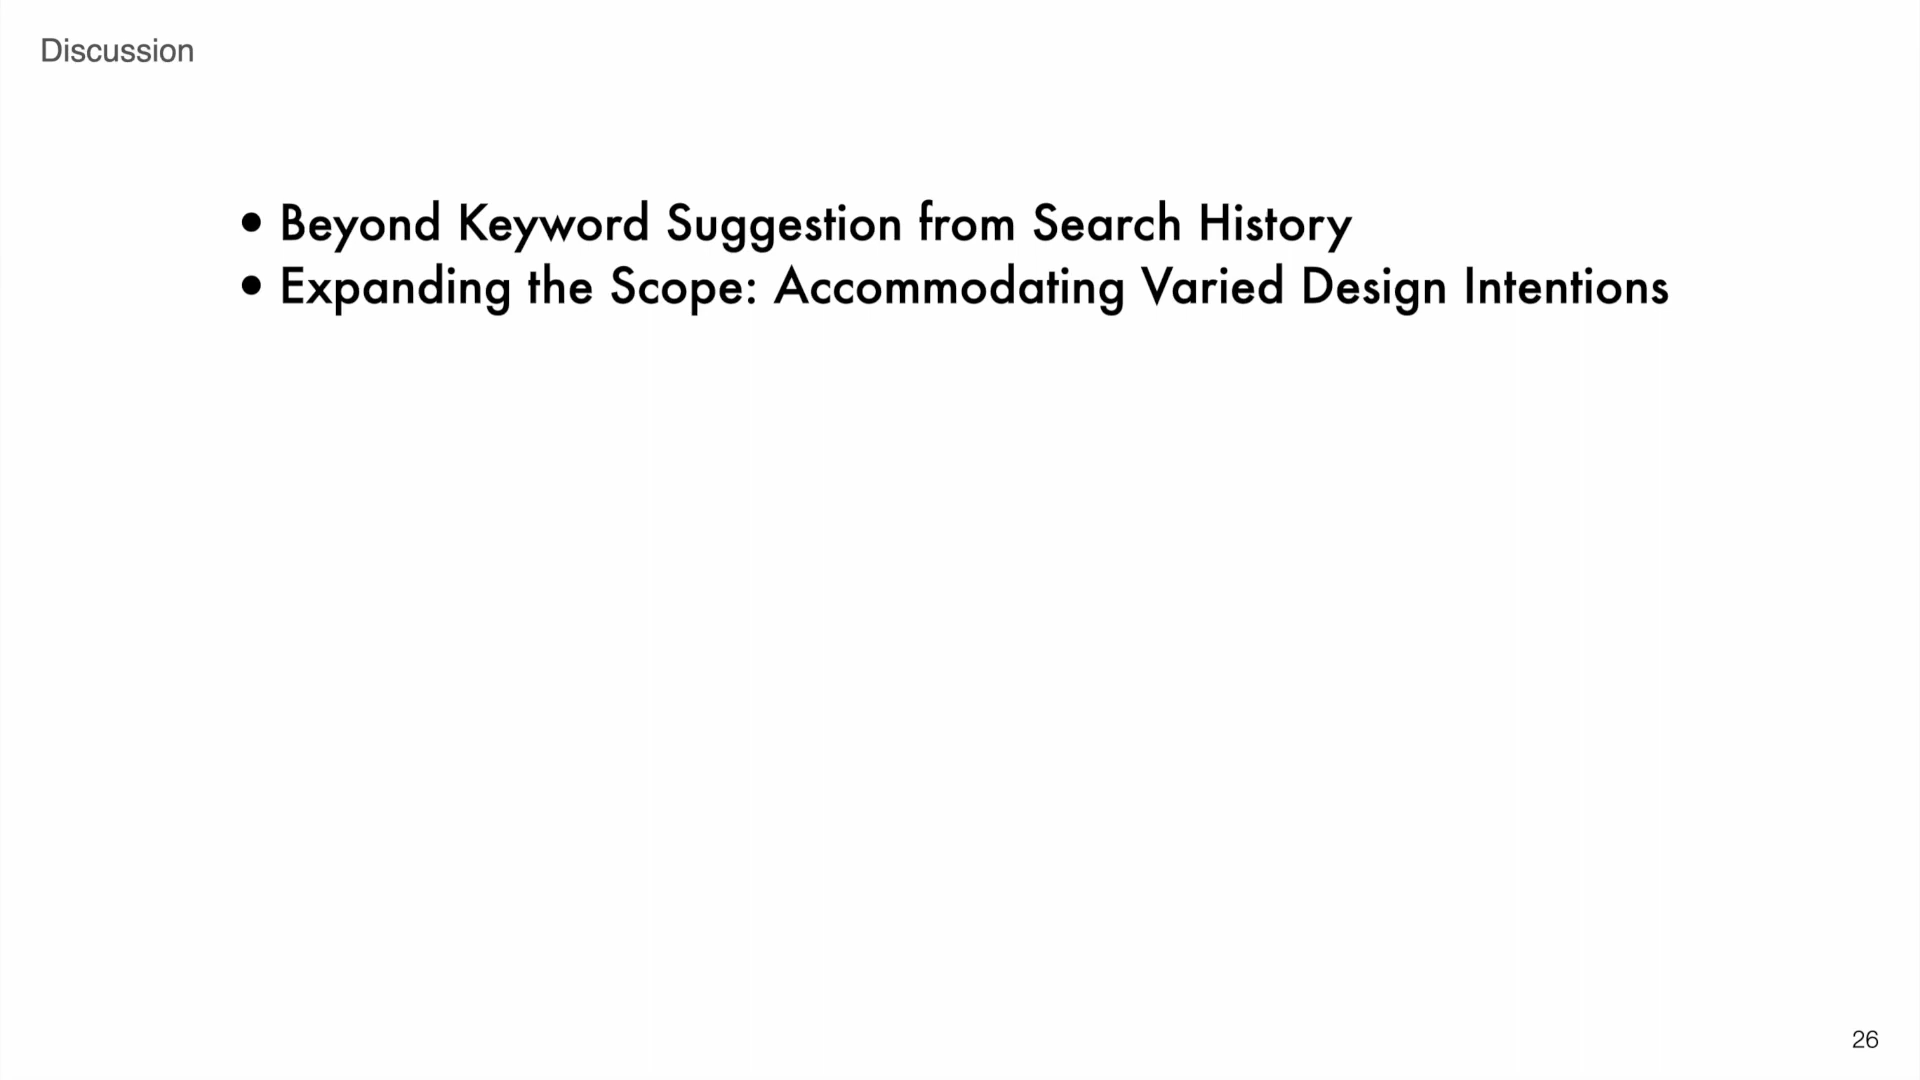 Discussion
• Beyond Keyword Suggestion from Search History
• Expanding the Scope: Accommodating Varied Design Intentions
26